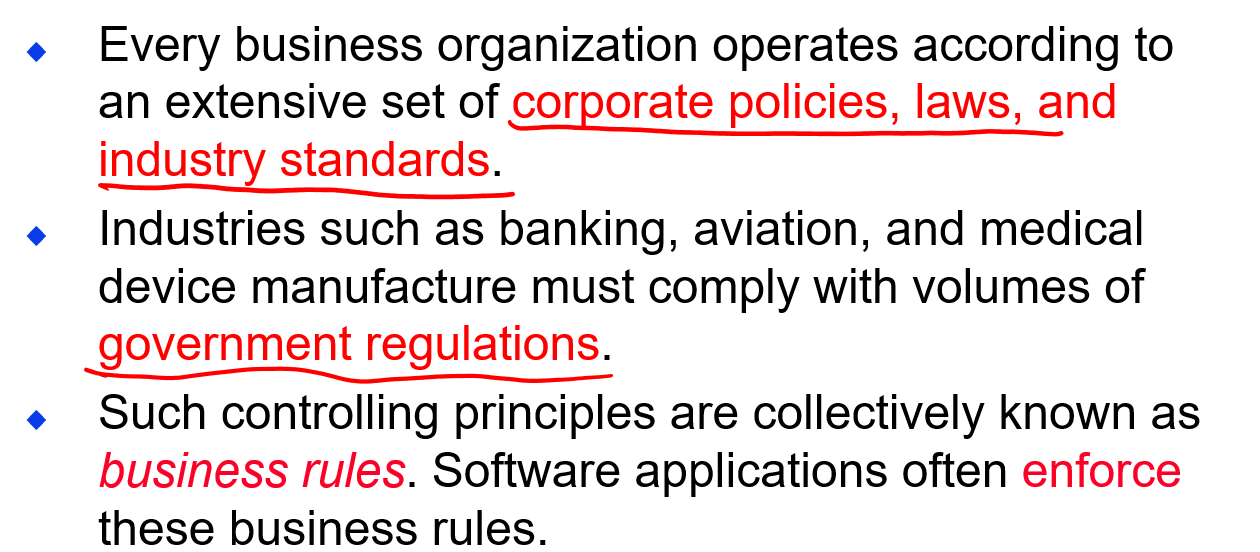 Every business organization operates according to
an extensive set of corporate policies, laws, and
industry standards.
Industries such as banking, aviation, and medical
device manufacture must comply with volumes of
government regulations.
Such controlling principles are collectively known as
business rules. Software applications often enforce
these business rules.